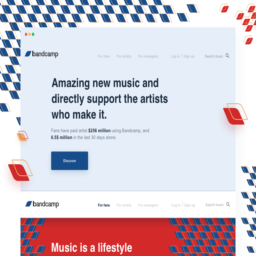 bandcamp
For fans For artists For managers Log in / Sign up Search music
Amazing new music and
directly support the artists
who make it.
Fans have paid artist $256 million using Bandcamp, and
6.55 million in the last 30 days alone.
Discover
bandcamp
For fans For artists For managers Log in / Sign up Search music
Music is a lifestyle